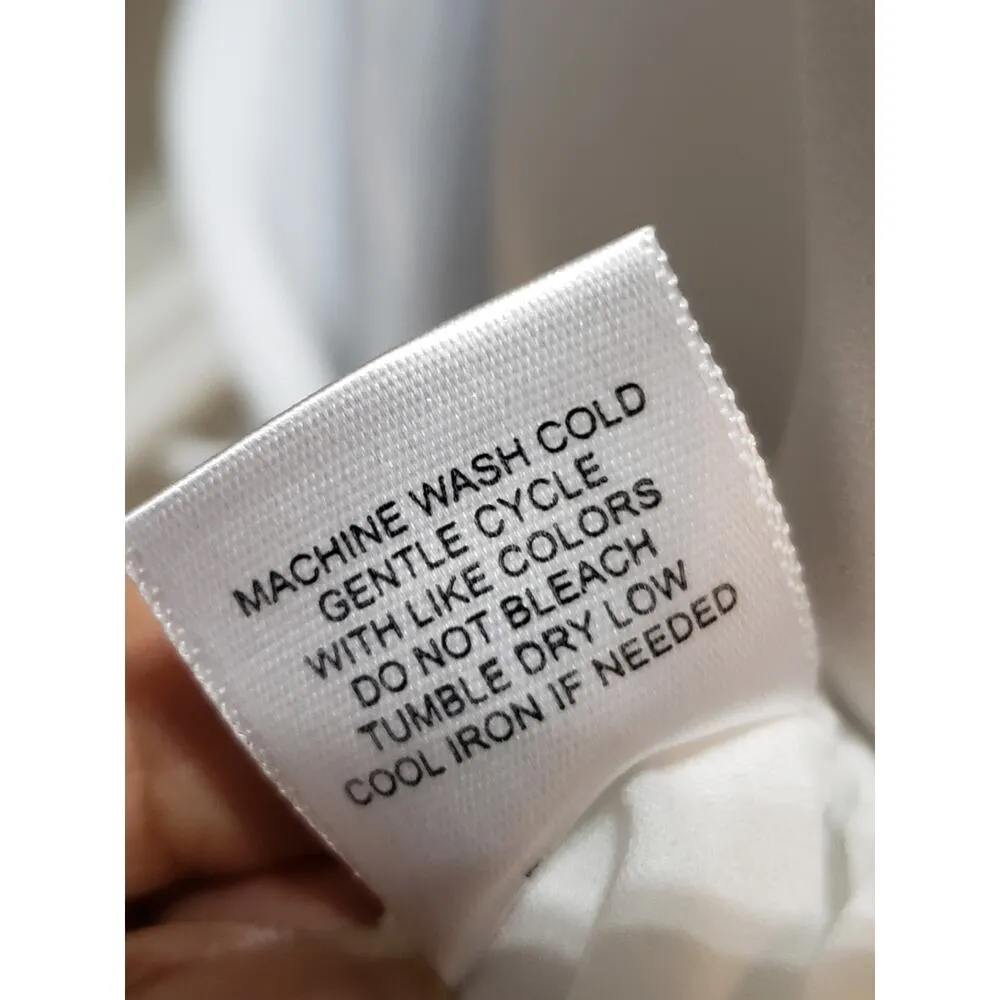 MACHINE WASH COLD
GENTLE CYCLE
WITH LIKE COLORS
DO NOT BLEACH
TUMBLE DRY LOW
COOL IRON IF NEEDED